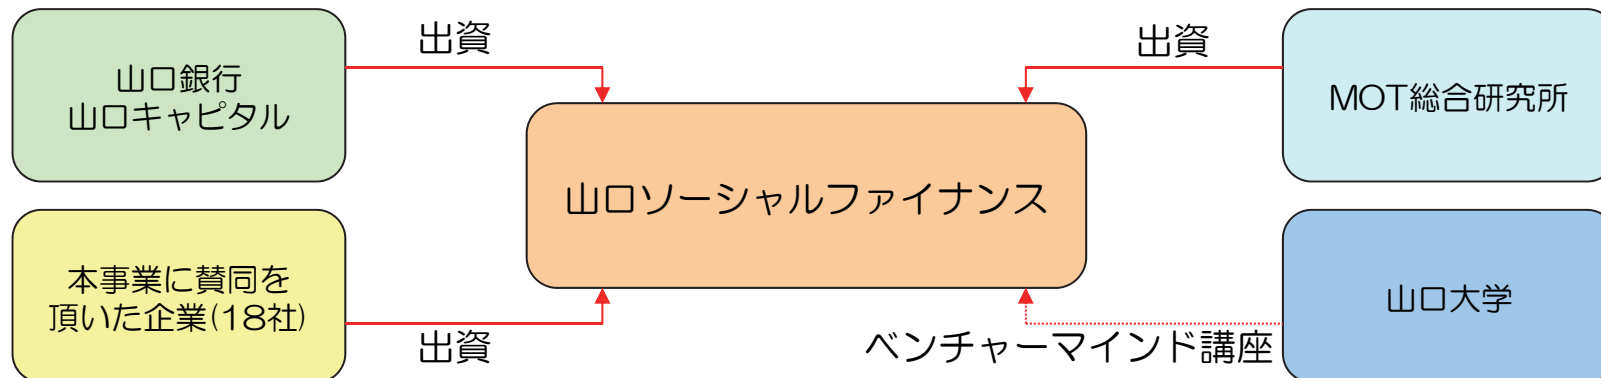 出資
出資
山口銀行
山口キャピタル
MOT総合研究所
山口ソーシャルファイナンス
本事業に賛同を
頂いた企業(18社)
山口大学
出資
ベンチャーマインド講座